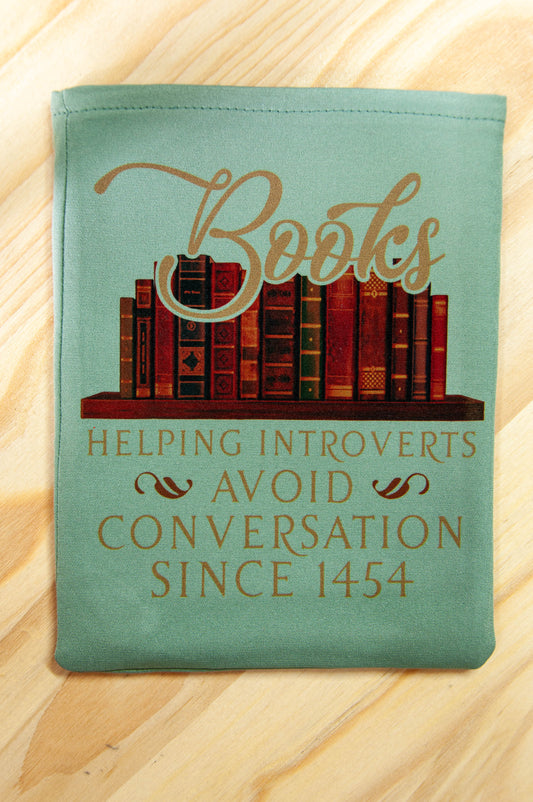 Books
HELPING INTROVERTS
AVOID
CONVERSATION
SINCE 1454